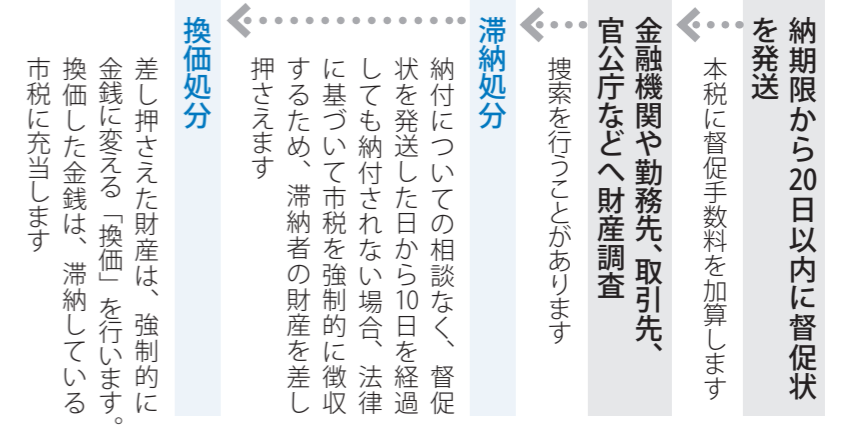 納期限から20日以内に督促状
を発送
本税に督促手数料を加算します
金融機関や勤務先、取引先、
官公庁などへ財産調査
捜索を行うことがあります
滞納処分
納付についての相談なく、督促
状を発送した日から10日を経過
しても納付されない場合、法律
に基づいて市税を強制的に徴収
するため、滞納者の財産を差し
押さえます
換価処分
差し押さえた財産は、強制的に
金銭に変える「換価」を行います。
換価した金銭は、滞納している
市税に充当します